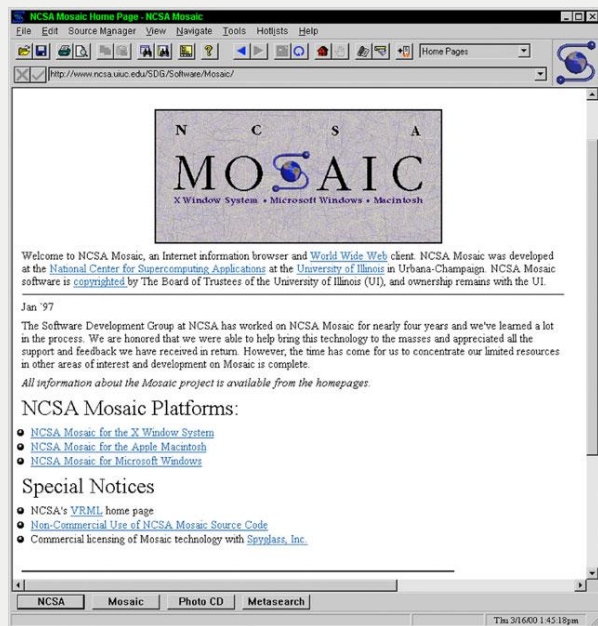 NCSA Mosaic Home Page - NCSA Mosaic
File Edit Source Manager View Navigate Tools Hotlists Help
Home Pages
http://www.ncsa.uiuc.edu/SDG/Software/Mosaic/
N C S A
MOSAIC
X Window System • Microsoft Windows • Macintosh
Welcome to NCSA Mosaic, an Internet information browser and World Wide Web client. NCSA Mosaic was developed
at the National Center for Supercomputing Applications at the University of Illinois in Urbana-Champaign. NCSA Mosaic
software is copyrighted by The Board of Trustees of the University of Illinois (UI), and ownership remains with the UI.
Jan '97
The Software Development Group at NCSA has worked on NCSA Mosaic for nearly four years and we've learned a lot
in the process. We are honored that we were able to help bring this technology to the masses and appreciated all the
support and feedback we have received in return. However, the time has come for us to concentrate our limited resources
in other areas of interest and development on Mosaic is complete.
All information about the Mosaic project is available from the homepages.
NCSA Mosaic Platforms:
NCSA Mosaic for the X Window System
NCSA Mosaic for the Apple Macintosh
NCSA Mosaic for Microsoft Windows
Special Notices
NCSA's VRML home page
Non-Commercial Use of NCSA Mosaic Source Code
Commercial licensing of Mosaic technology with Spyglass, Inc.
NCSA Mosaic Photo CD Metasearch
Thu 3/16/00 1:45:18pm